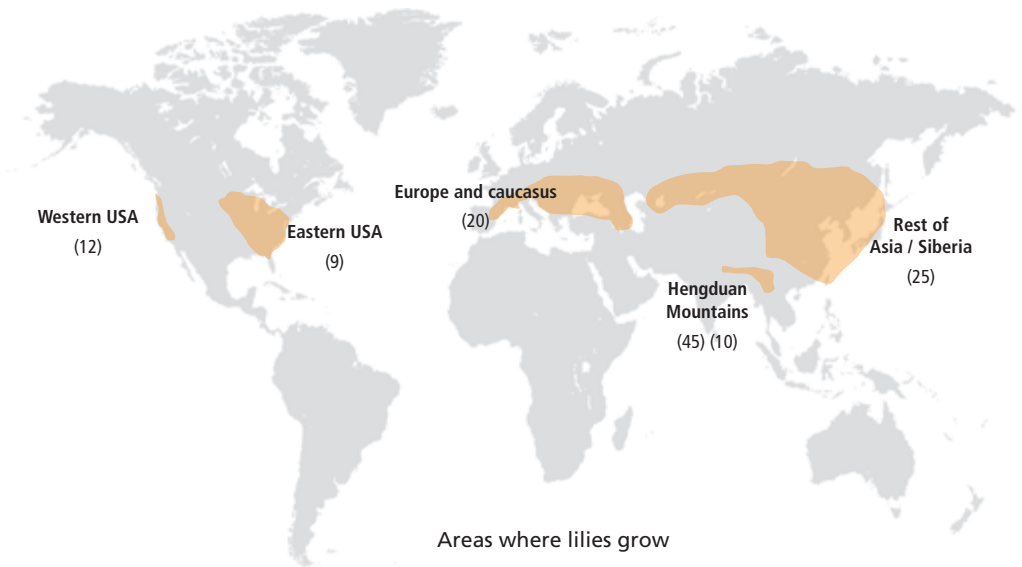 Europe and caucasus
(20)
Western USA
(12)
Eastern USA
(9)
Rest of
Asia / Siberia
(25)
Hengduan
Mountains
(45) (10)
Areas where lilies grow